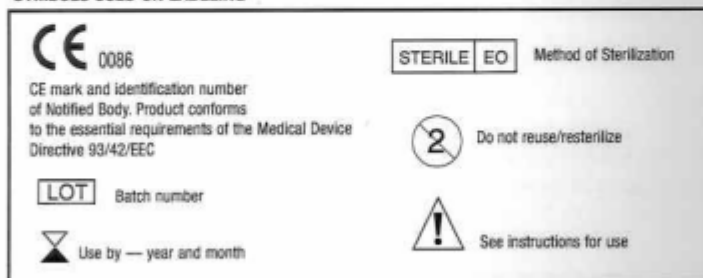 CE 0086
CE mark and identification number
of Notified Body. Product conforms
to the essential requirements of the Medical Device
Directive 93/42/EEC
LOT Batch number
Use by — year and month
STERILE EO Method of Sterilization
2 Do not reuse/resterilize
! See instructions for use